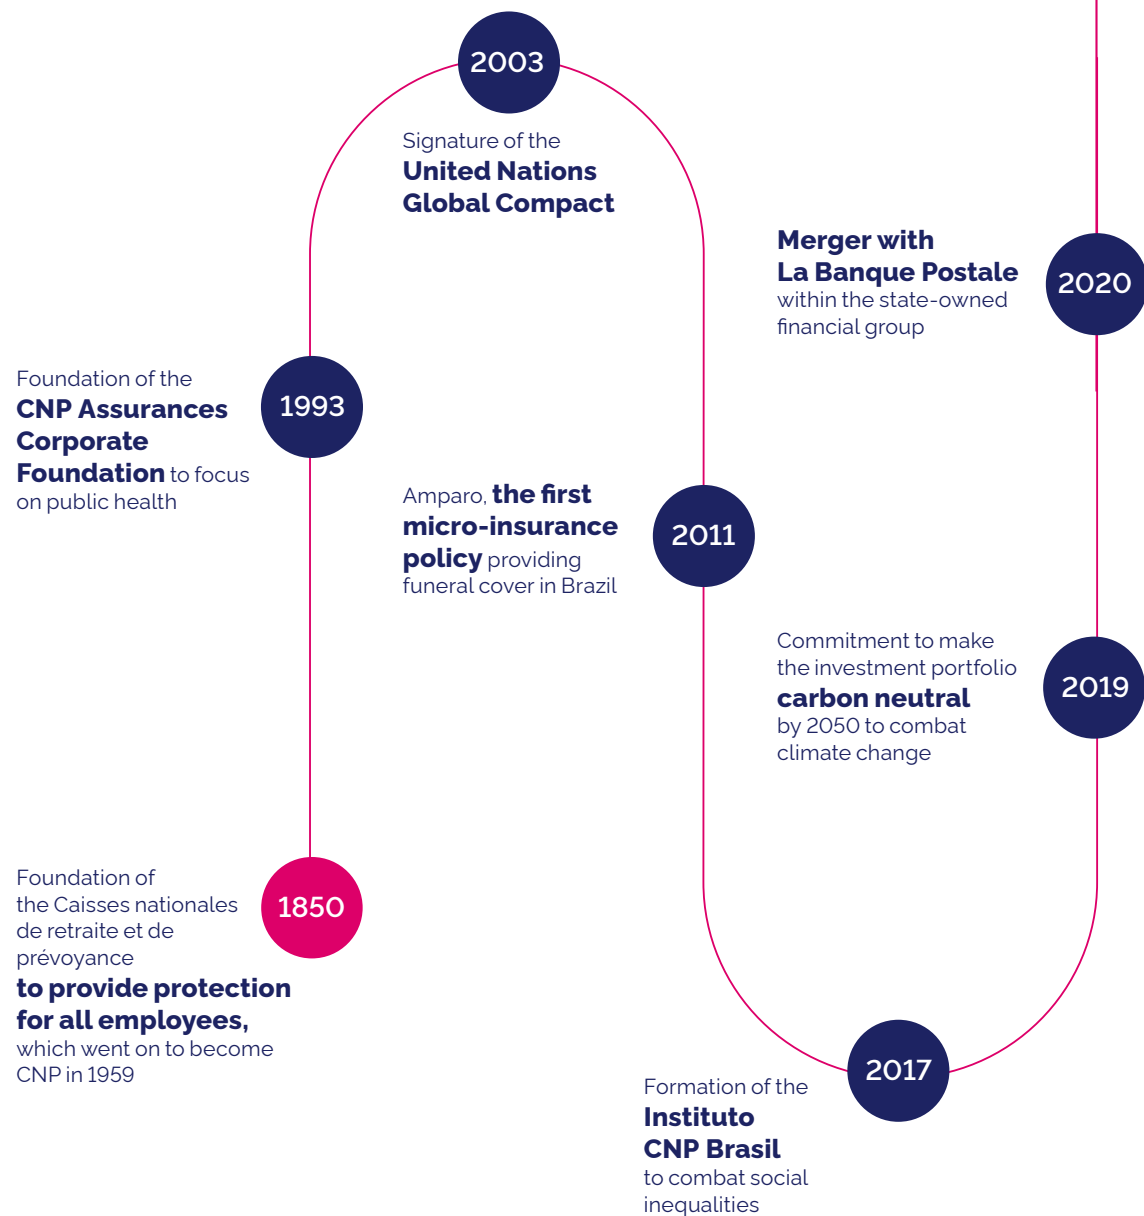 2003
Signature of the
United Nations
Global Compact
Merger with
La Banque Postale
within the state-owned
financial group
2020
Foundation of the
CNP Assurances
Corporate
Foundation to focus
on public health
1993
Amparo, the first
micro-insurance
policy providing
funeral cover in Brazil
2011
Commitment to make
the investment portfolio
carbon neutral
by 2050 to combat
climate change
2019
Foundation of
the Caisses nationales
de retraite et de
prévoyance
to provide protection
for all employees,
which went on to become
CNP in 1959
1850
2017
Formation of the
Instituto
CNP Brasil
to combat social
inequalities